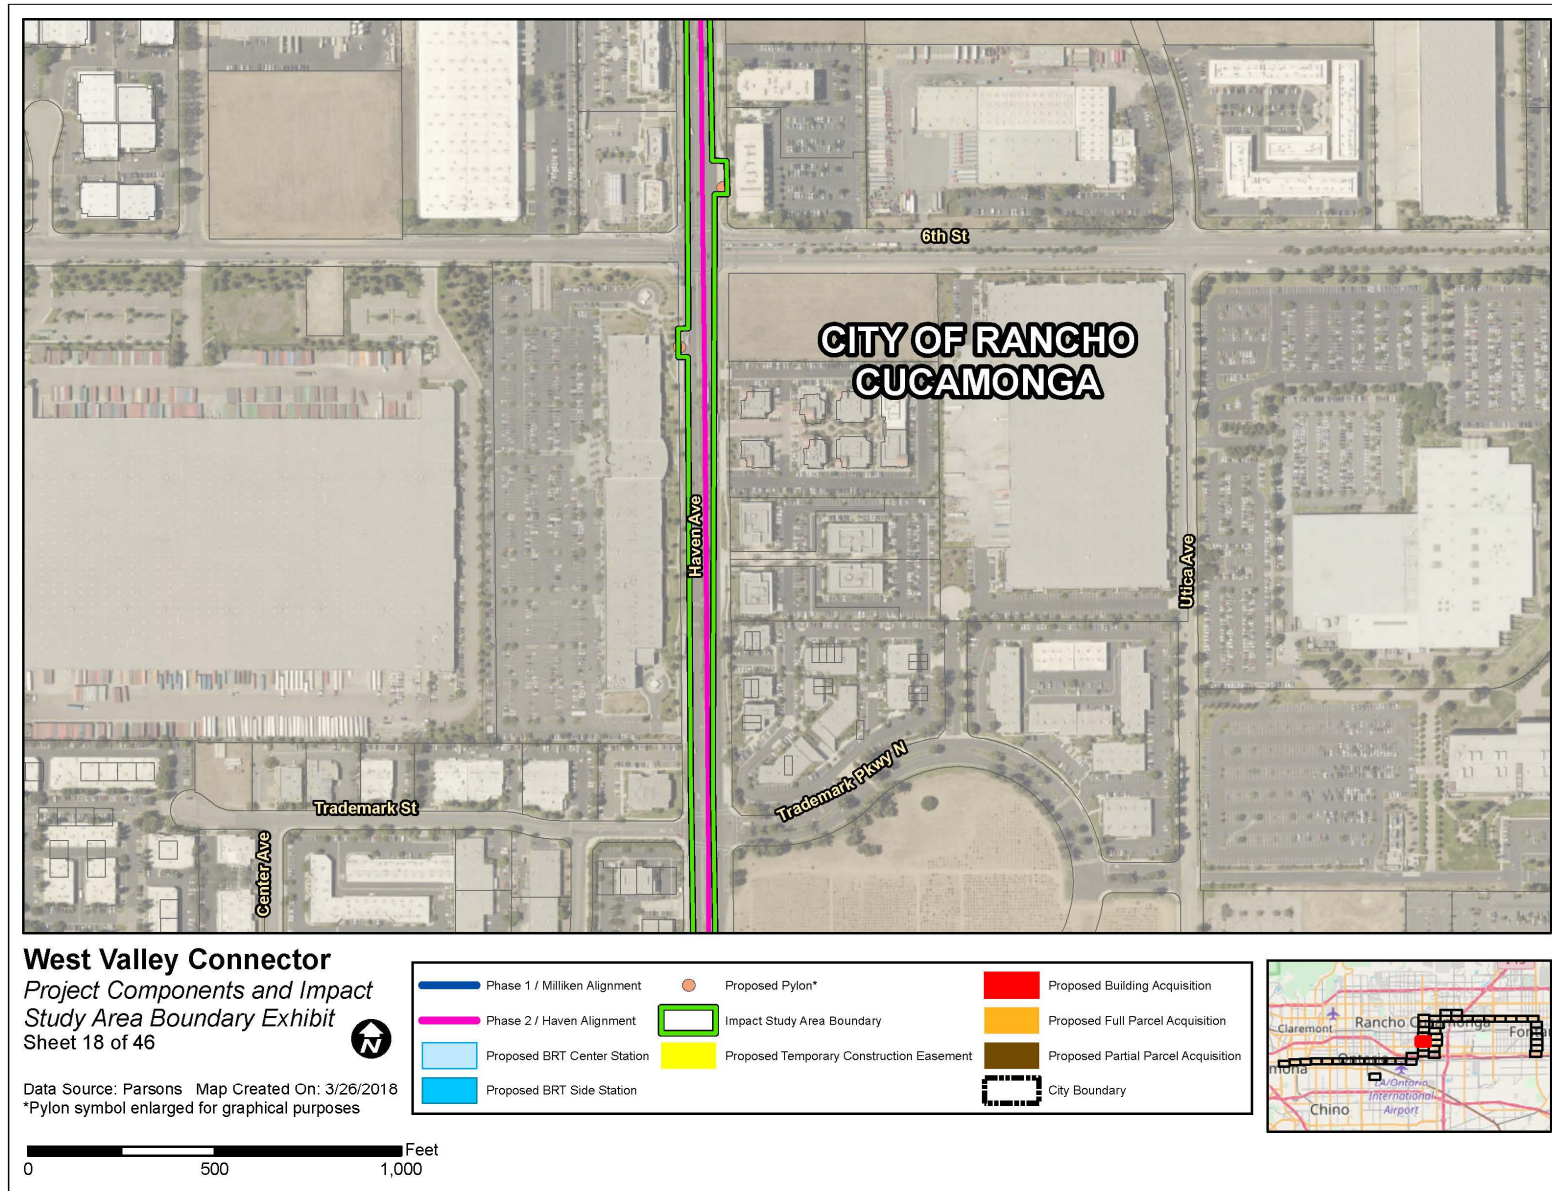 6th St
CITY OF RANCHO
CUCAMONGA
Haven Ave
Utica Ave
Trademark Pkwy N
Trademark St
Center Ave
West Valley Connector
Project Components and Impact
Study Area Boundary Exhibit
Sheet 18 of 46
N
Data Source: Parsons Map Created On: 3/26/2018
*Pylon symbol enlarged for graphical purposes
Feet
0 500 1,000
Phase 1 / Milliken Alignment
Phase 2 / Haven Alignment
Proposed BRT Center Station
Proposed BRT Side Station
Proposed Pylon*
Impact Study Area Boundary
Proposed Temporary Construction Easement
Proposed Building Acquisition
Proposed Full Parcel Acquisition
Proposed Partial Parcel Acquisition
City Boundary
Claremont
Chino
LA/Ontario
International
Airport